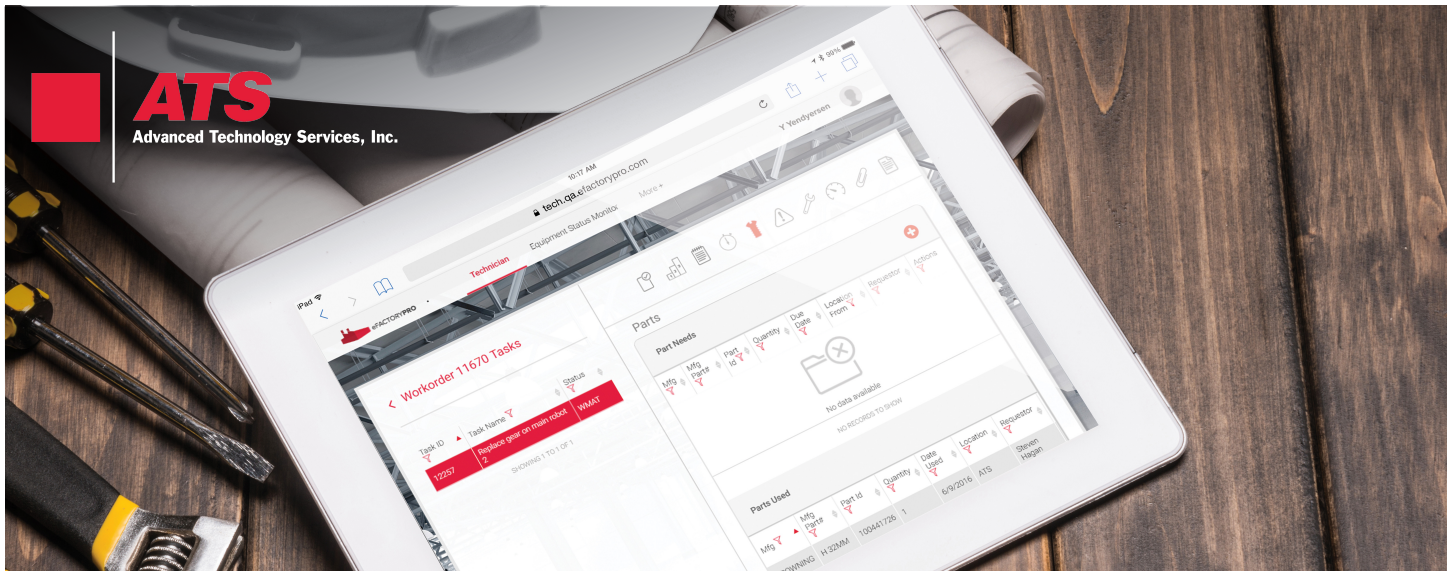 ATS
Advanced Technology Services, Inc.
iPad
10:17 AM
99%
tech.qa.efactorypro.com
Y Yendyersen
eFACTORYPRO
Technician
Equipment Status Monitor
More +
Workorder 11670 Tasks
Task ID
Task Name
Status
12257
Replace gear on main robot 
2
WMAT
SHOWING 1 TO 1 OF 1
Parts
Part Needs
Mfg
Mfg
Part#
Part
Id
Quantity
Due
Date
Location
From
Requestor
Actions
No data available
NO RECORDS TO SHOW
Parts Used
Mfg
Mfg
Part#
Part Id
Quantity
Date
Used
Location
Requestor
H 32MM
100441726
1
6/9/2016
ATS
Steven
Hagan